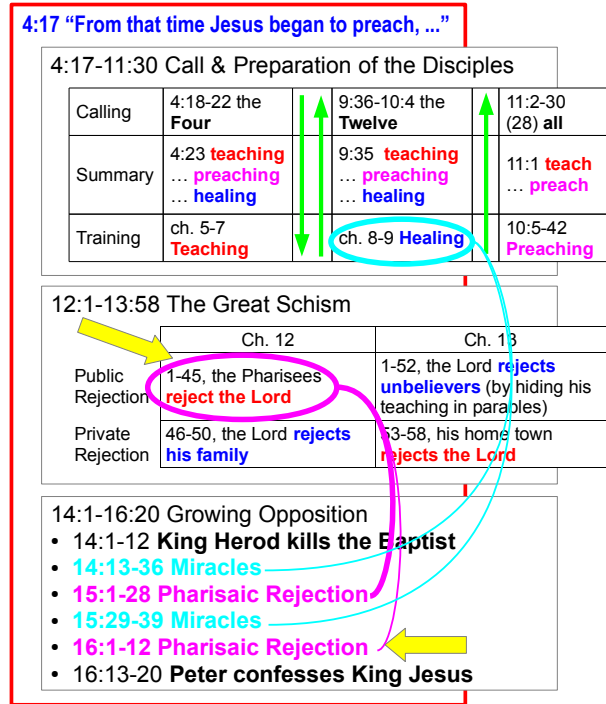 4:17 “From that time Jesus began to preach, ...”
4:17-11:30 Call & Preparation of the Disciples
Calling
4:18-22 the
Four
9:36-10:4 the
Twelve
11:2-30
(28) all
Summary
4:23 teaching
… preaching
… healing
9:35 teaching
… preaching
… healing
11:1 teach
… preach
Training
ch. 5-7
Teaching
ch. 8-9 Healing
10:5-42
Preaching
12:1-13:58 The Great Schism
Ch. 12
Ch. 13
Public
Rejection
1-45, the Pharisees
reject the Lord
1-52, the Lord rejects
unbelievers (by hiding his
teaching in parables)
Private
Rejection
46-50, the Lord rejects
his family
53-58, his home town
rejects the Lord
14:1-16:20 Growing Opposition
• 14:1-12 King Herod kills the Baptist
• 14:13-36 Miracles
• 15:1-28 Pharisaic Rejection
• 15:29-39 Miracles
• 16:1-12 Pharisaic Rejection
• 16:13-20 Peter confesses King Jesus